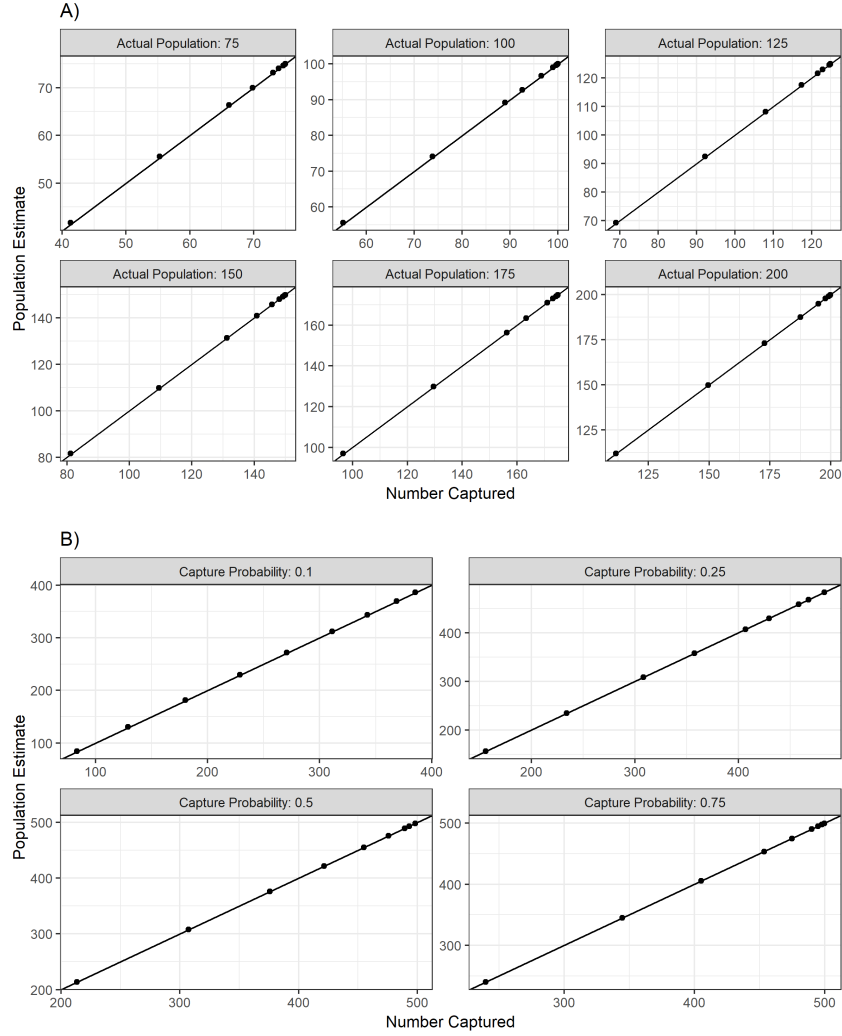 A)
Actual Population: 75
Actual Population: 100
Actual Population: 125
70
60
50
40 50 60 70
100
90
80
70
60
60 70 80 90 100
120
110
100
90
80
70
70 80 90 100 110 120
Population Estimate
Actual Population: 150
Actual Population: 175
Actual Population: 200
140
120
100
80
80 100 120 140
160
140
120
100
100 120 140 160
200
175
150
125
125 150 175 200
Number Captured
B)
Capture Probability: 0.1
Capture Probability: 0.25
400
300
200
100
100 200 300 400
400
300
200
200 300 400
Population Estimate
Capture Probability: 0.5
Capture Probability: 0.75
500
400
300
200
200 300 400 500
500
400
300
300 400 500
Number Captured